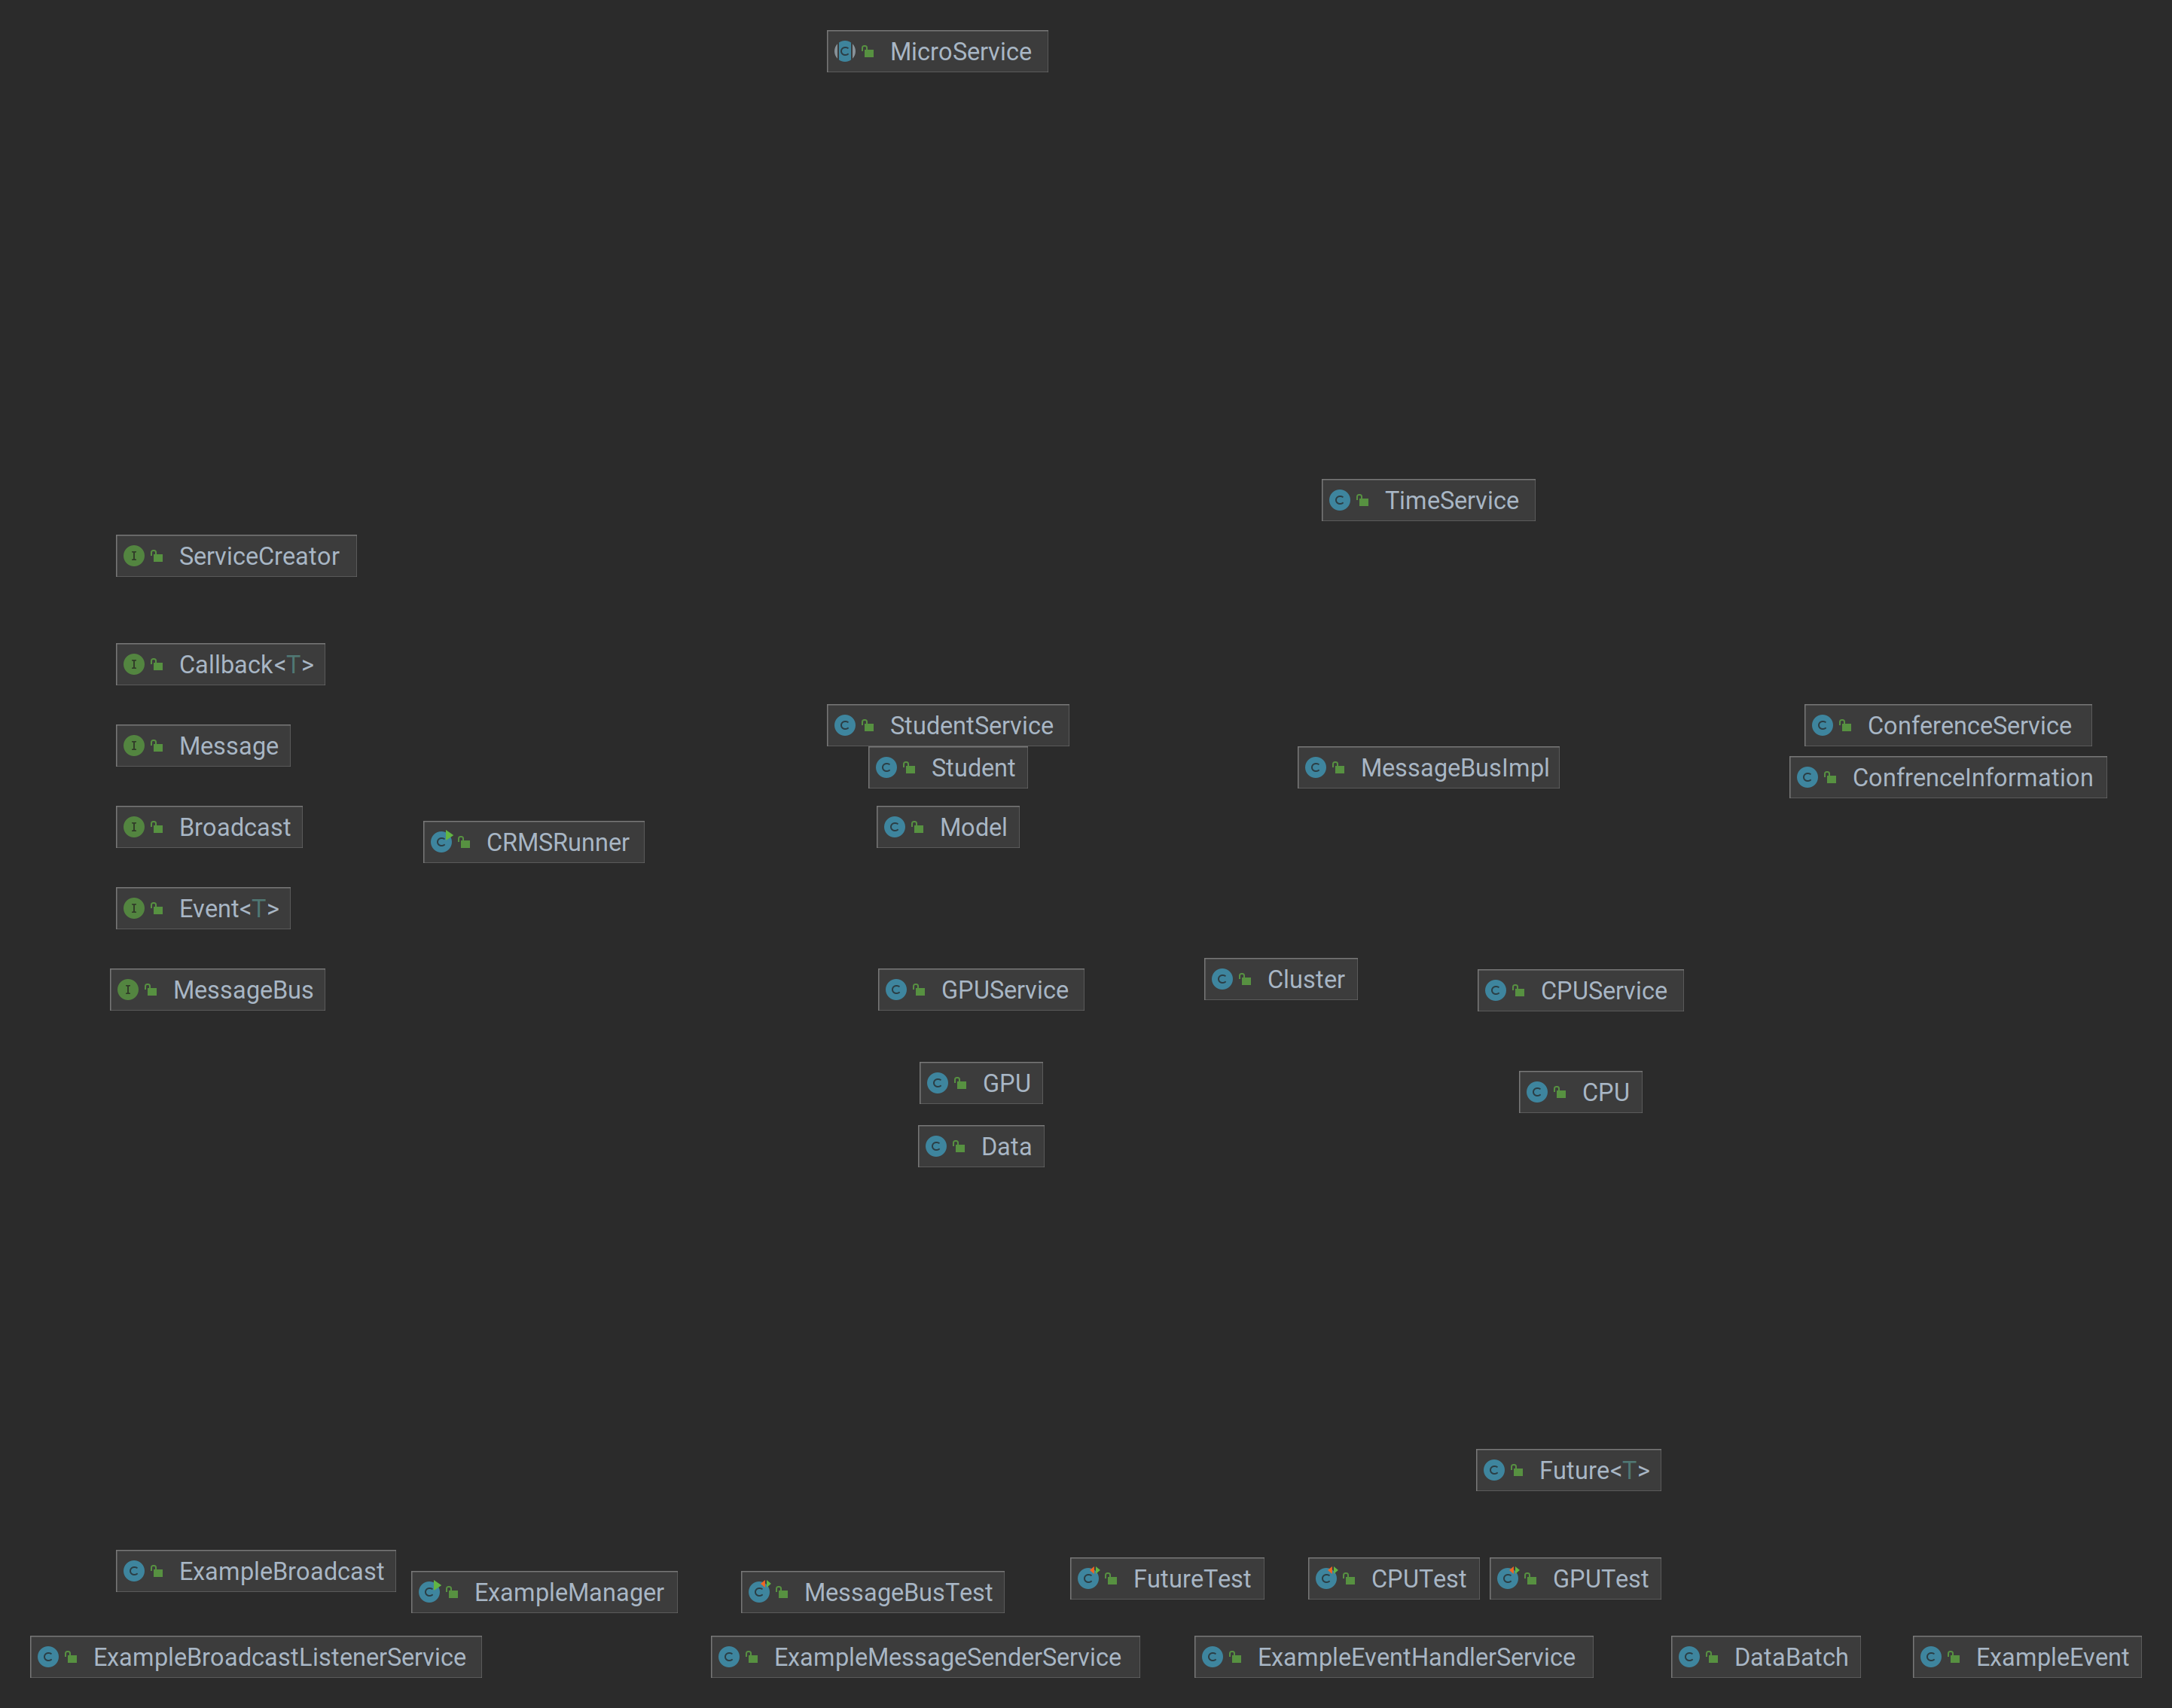 MicroService
TimeService
ServiceCreator
Callback<T>
StudentService
ConferenceService
Message
Student
MessageBusImpl
ConfrenceInformation
Broadcast
Model
CRMSRunner
Event<T>
Cluster
MessageBus
GPUService
CPUService
GPU
CPU
Data
Future<T>
ExampleBroadcast
FutureTest
CPUTest
GPUTest
ExampleManager
MessageBusTest
ExampleBroadcastListenerService
ExampleMessageSenderService
ExampleEventHandlerService
DataBatch
ExampleEvent